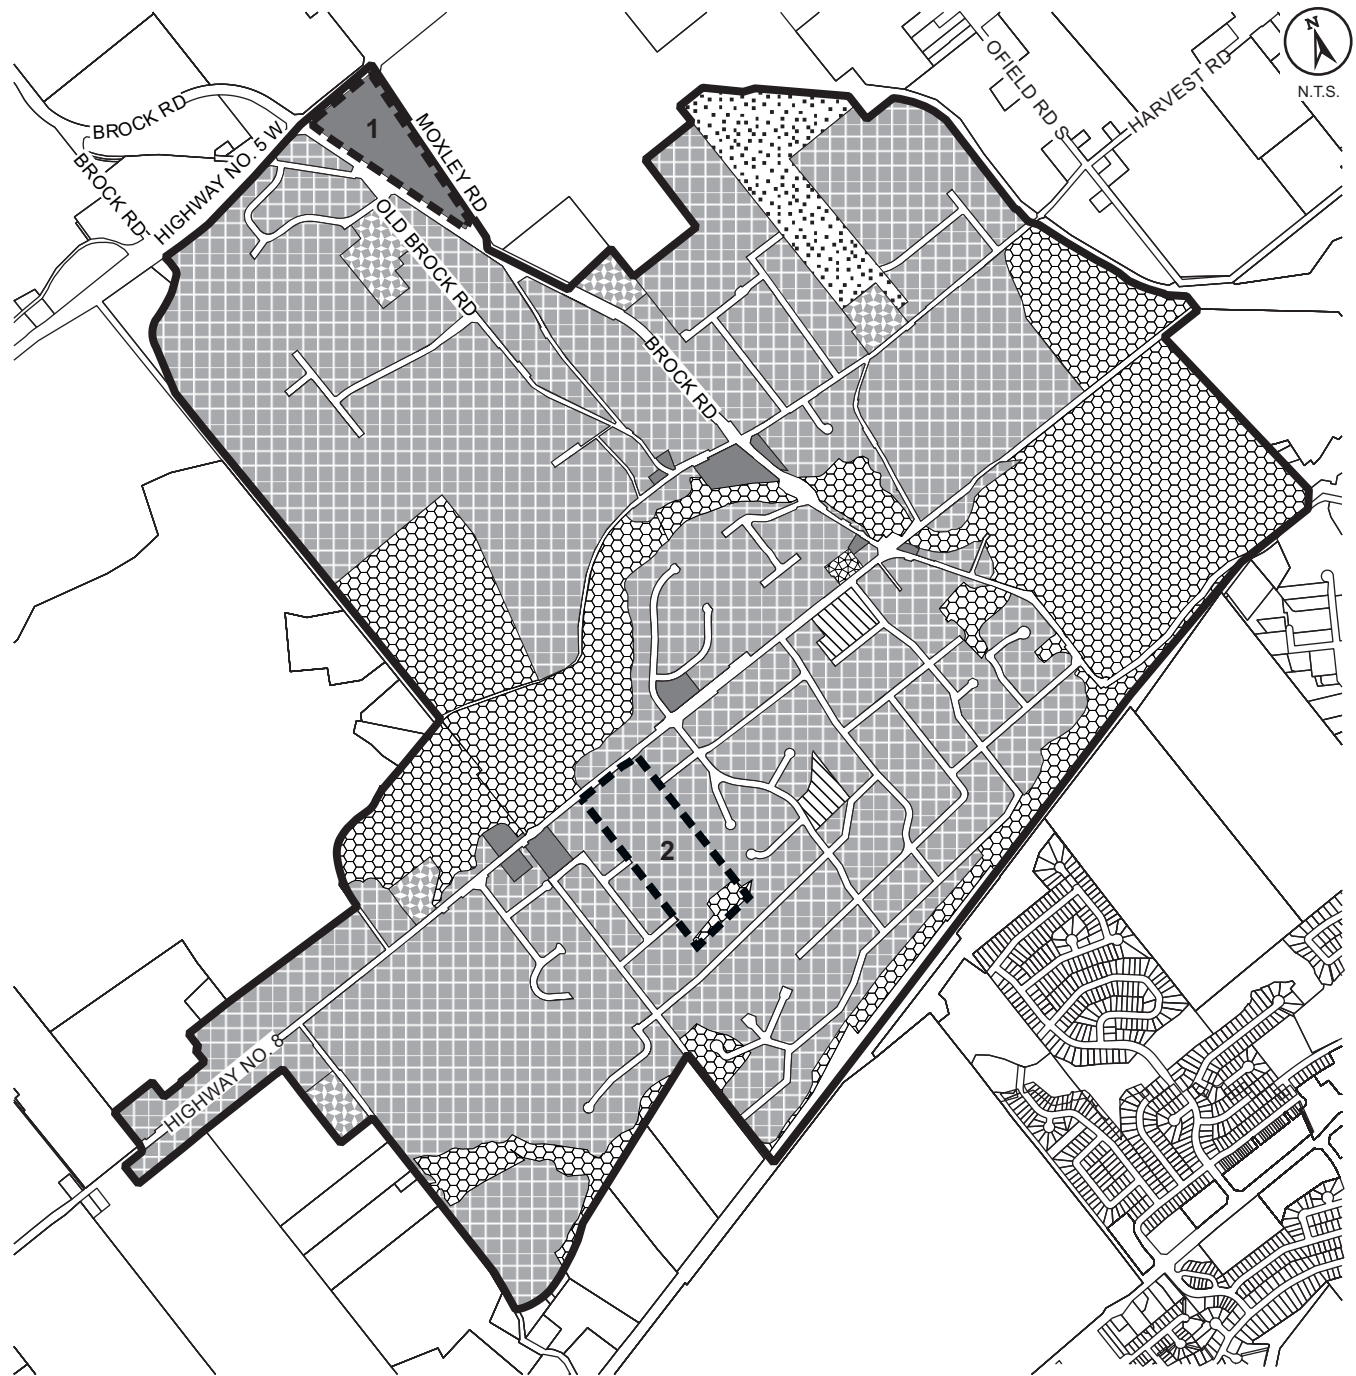 N
N.T.S.
OFIELD RD S
HARVEST RD
BROCK RD
BROCK RD
HIGHWAY NO. 5 W
1
MOXLEY RD
OLD BROCK RD
BROCK RD
2
HIGHWAY NO. 8